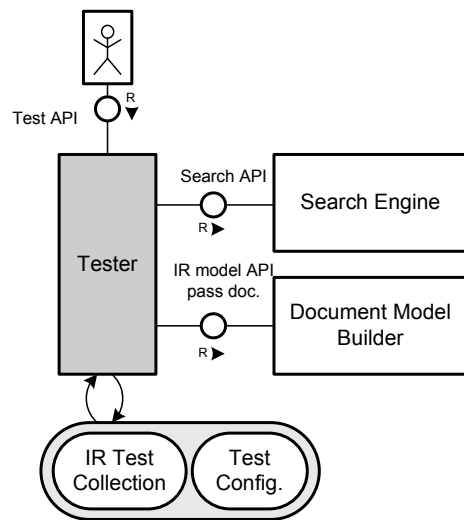 R
Test API
Search API
R
Search Engine
Tester
IR model API
pass doc.
R
Document Model
Builder
IR Test
Collection
Test
Config.